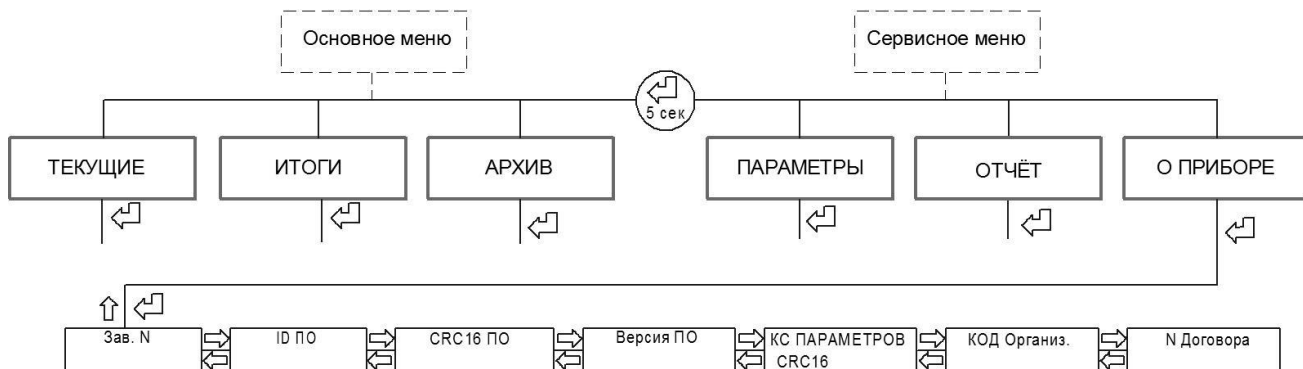 Основное меню
Сервисное меню
5 сек
ТЕКУЩИЕ
ИТОГИ
АРХИВ
ПАРАМЕТРЫ
ОТЧЁТ
О ПРИБОРЕ
Зав. N
ID ПО
CRC16 ПО
Версия ПО
КС ПАРАМЕТРОВ
CRC16
КОД Организ.
N Договора